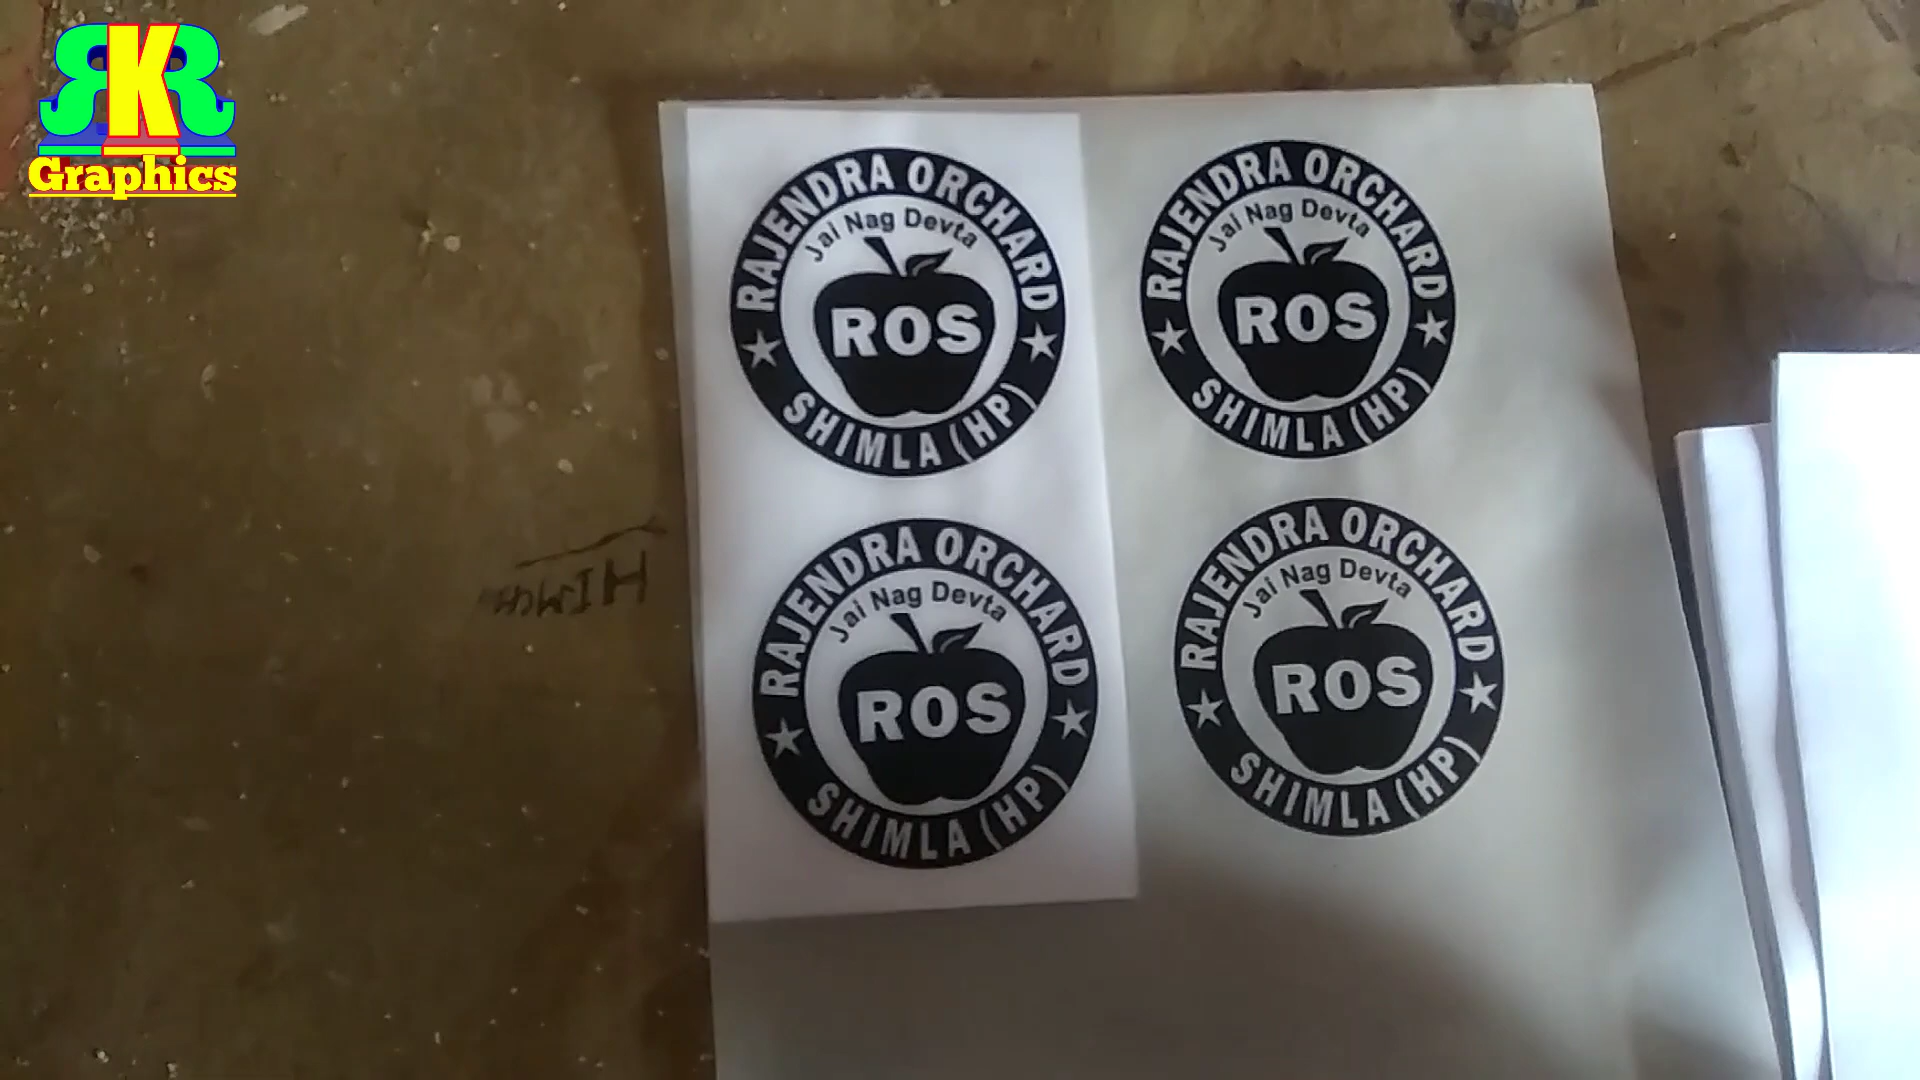 RKR
Graphics
RAJENDRA ORCHARD
Jai Nag Devta
ROS
SHIMLA (HP)
RAJENDRA ORCHARD
Jai Nag Devta
ROS
SHIMLA (HP)
RAJENDRA ORCHARD
Jai Nag Devta
ROS
SHIMLA (HP)
RAJENDRA ORCHARD
Jai Nag Devta
ROS
SHIMLA (HP)